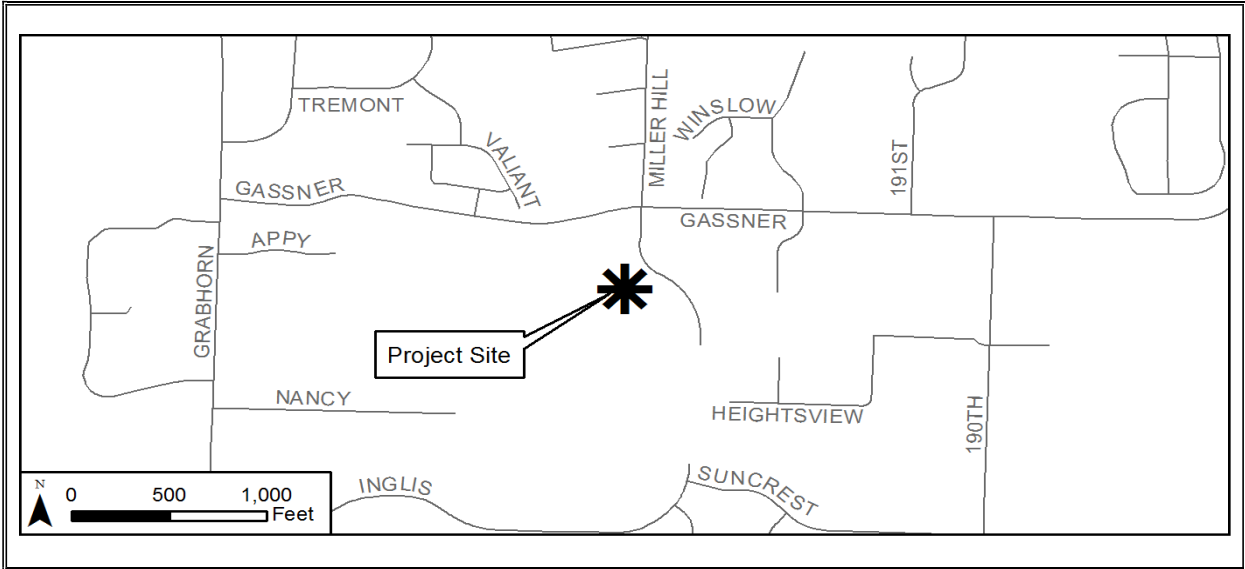 TREMONT
VALIANT
MILLER HILL
WINSLOW
191ST
GASSNER
GASSNER
APPY
GRABHORN
Project Site
NANCY
HEIGHTSVIEW
190TH
INGLIS
SUNCREST
N
0 500 1,000
Feet